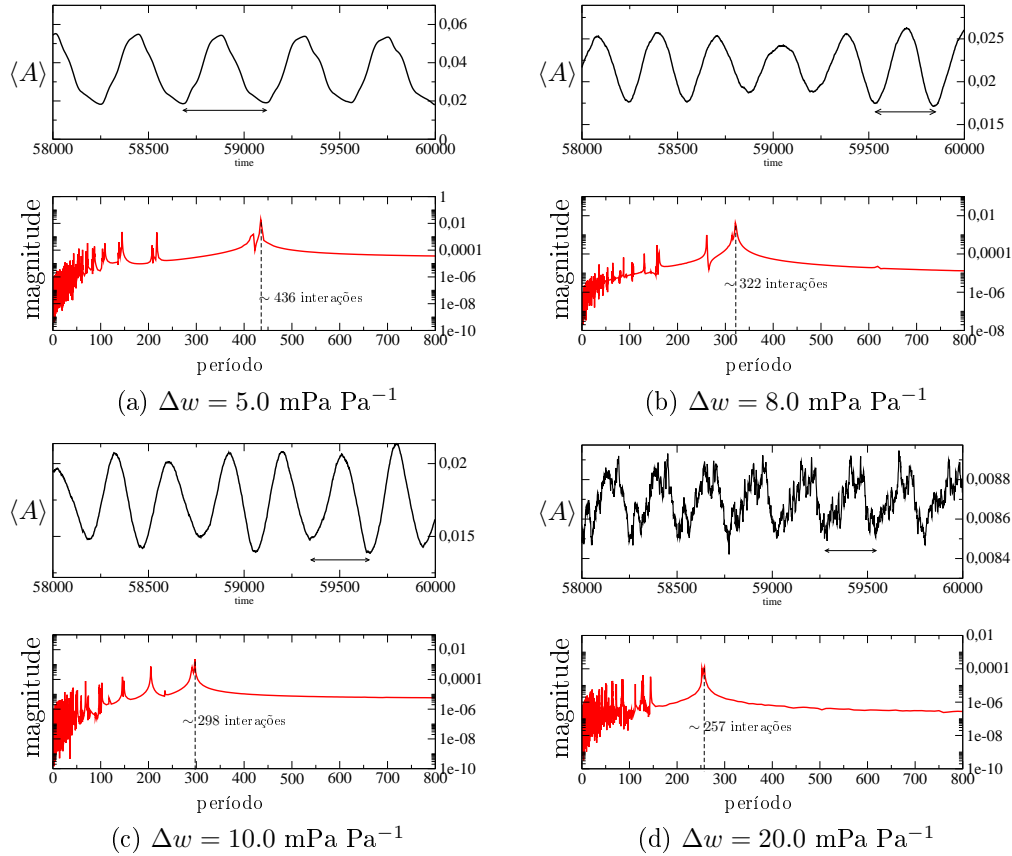 ⟨A⟩
0,06
0,04
0,02
0
58000 58500 59000 59500 60000
time
magnitude
1
0,01
0,0001
1e-06
1e-08
1e-10
~ 436 interações
0 100 200 300 400 500 600 700 800
período
(a) Δw = 5.0 mPa Pa⁻¹
⟨A⟩
0,025
0,02
0,015
58000 58500 59000 59500 60000
time
magnitude
0,01
0,0001
1e-06
1e-08
~ 322 interações
0 100 200 300 400 500 600 700 800
período
(b) Δw = 8.0 mPa Pa⁻¹
⟨A⟩
0,02
0,015
58000 58500 59000 59500 60000
time
magnitude
0,01
0,0001
1e-06
1e-08
1e-10
~ 298 interações
0 100 200 300 400 500 600 700 800
período
(c) Δw = 10.0 mPa Pa⁻¹
⟨A⟩
0,0088
0,0086
0,0084
58000 58500 59000 59500 60000
time
magnitude
0,01
0,0001
1e-06
1e-08
1e-10
~ 257 interações
0 100 200 300 400 500 600 700 800
período
(d) Δw = 20.0 mPa Pa⁻¹